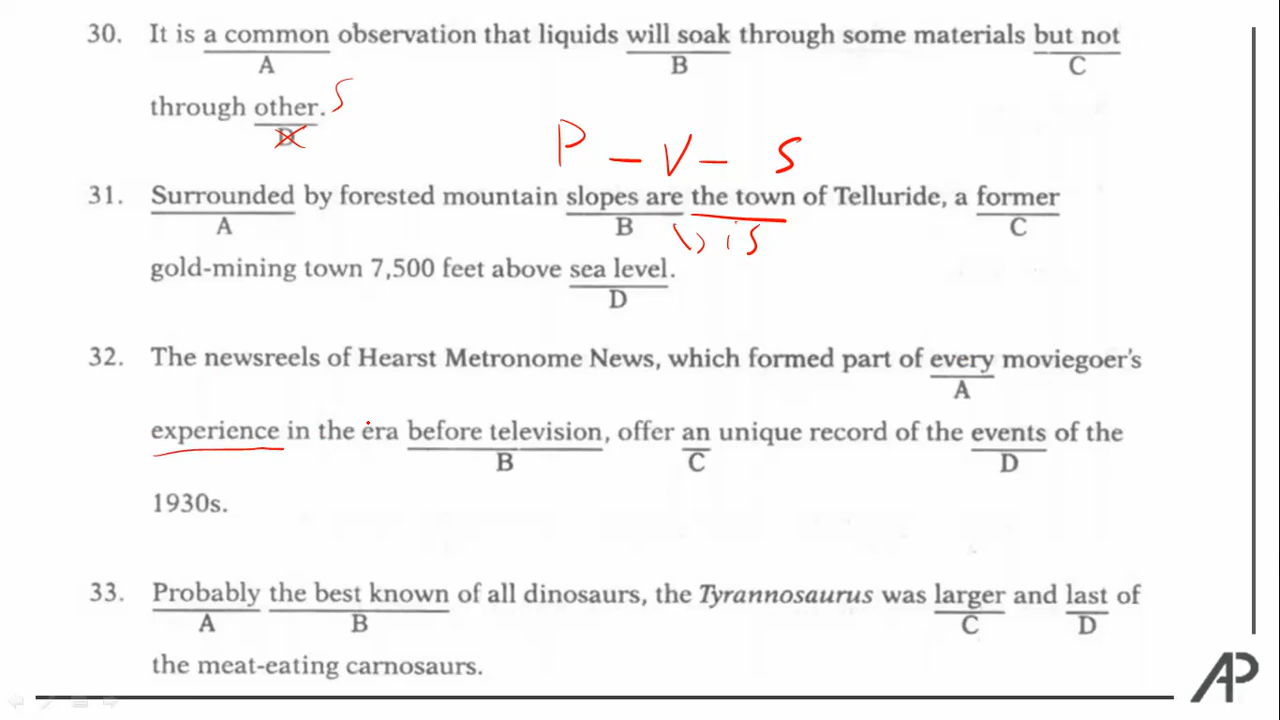 30. It is a common observation that liquids will soak through some materials but not
A B C
through other. s
D
P – V – S
31. Surrounded by forested mountain slopes are the town of Telluride, a former
A B is C
gold-mining town 7,500 feet above sea level.
D
32. The newsreels of Hearst Metronome News, which formed part of every moviegoer's
A
experience in the era before television, offer an unique record of the events of the
B C D
1930s.
33. Probably the best known of all dinosaurs, the Tyrannosaurus was larger and last of
A B C D
the meat-eating carnosaurs.
AP